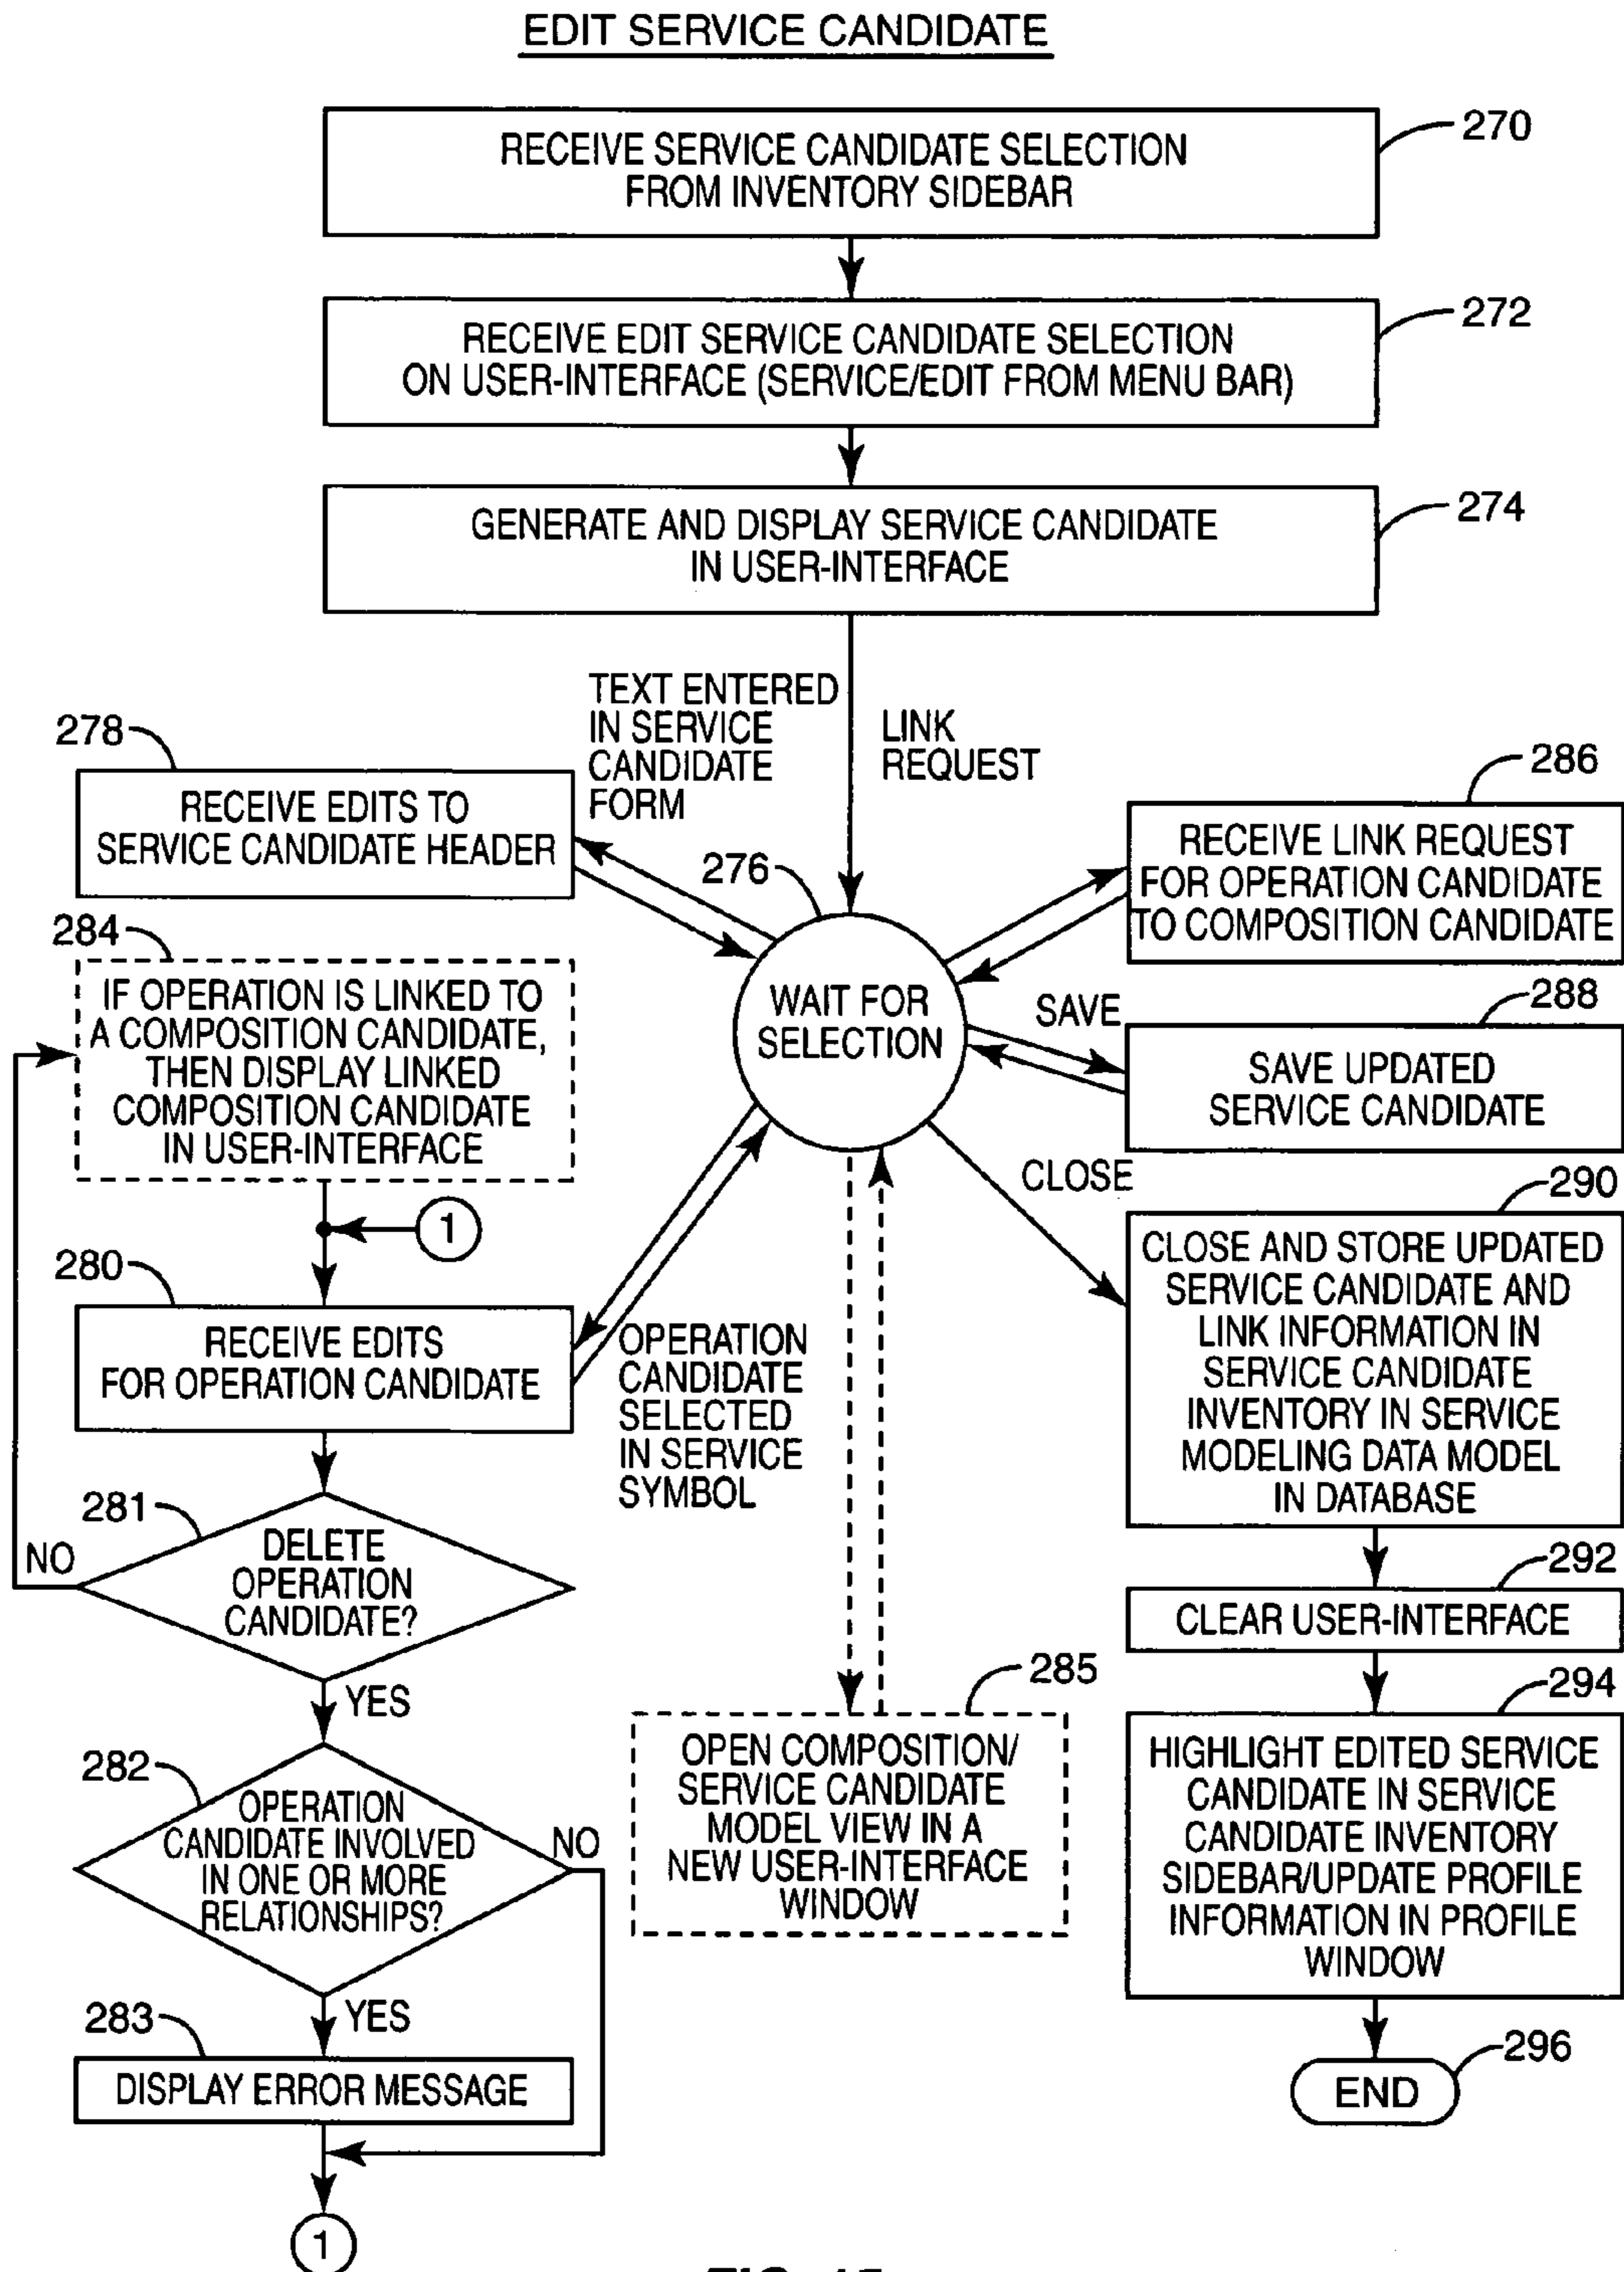 EDIT SERVICE CANDIDATE
270
RECEIVE SERVICE CANDIDATE SELECTION
FROM INVENTORY SIDEBAR
272
RECEIVE EDIT SERVICE CANDIDATE SELECTION
ON USER-INTERFACE (SERVICE/EDIT FROM MENU BAR)
274
GENERATE AND DISPLAY SERVICE CANDIDATE
IN USER-INTERFACE
TEXT ENTERED
IN SERVICE
CANDIDATE
FORM
LINK
REQUEST
278
RECEIVE EDITS TO
SERVICE CANDIDATE HEADER
276
WAIT FOR
SELECTION
286
RECEIVE LINK REQUEST
FOR OPERATION CANDIDATE
TO COMPOSITION CANDIDATE
284
IF OPERATION IS LINKED TO
A COMPOSITION CANDIDATE,
THEN DISPLAY LINKED
COMPOSITION CANDIDATE
IN USER-INTERFACE
SAVE
288
SAVE UPDATED
SERVICE CANDIDATE
CLOSE
290
CLOSE AND STORE UPDATED
SERVICE CANDIDATE AND
LINK INFORMATION IN
SERVICE CANDIDATE
INVENTORY IN SERVICE
MODELING DATA MODEL
IN DATABASE
1
280
RECEIVE EDITS
FOR OPERATION CANDIDATE
OPERATION
CANDIDATE
SELECTED
IN SERVICE
SYMBOL
281
DELETE
OPERATION
CANDIDATE?
NO
YES
292
CLEAR USER-INTERFACE
285
OPEN COMPOSITION/
SERVICE CANDIDATE
MODEL VIEW IN A
NEW USER-INTERFACE
WINDOW
294
HIGHLIGHT EDITED SERVICE
CANDIDATE IN SERVICE
CANDIDATE INVENTORY
SIDEBAR/UPDATE PROFILE
INFORMATION IN PROFILE
WINDOW
282
OPERATION
CANDIDATE INVOLVED
IN ONE OR MORE
RELATIONSHIPS?
NO
YES
283
DISPLAY ERROR MESSAGE
296
END
1